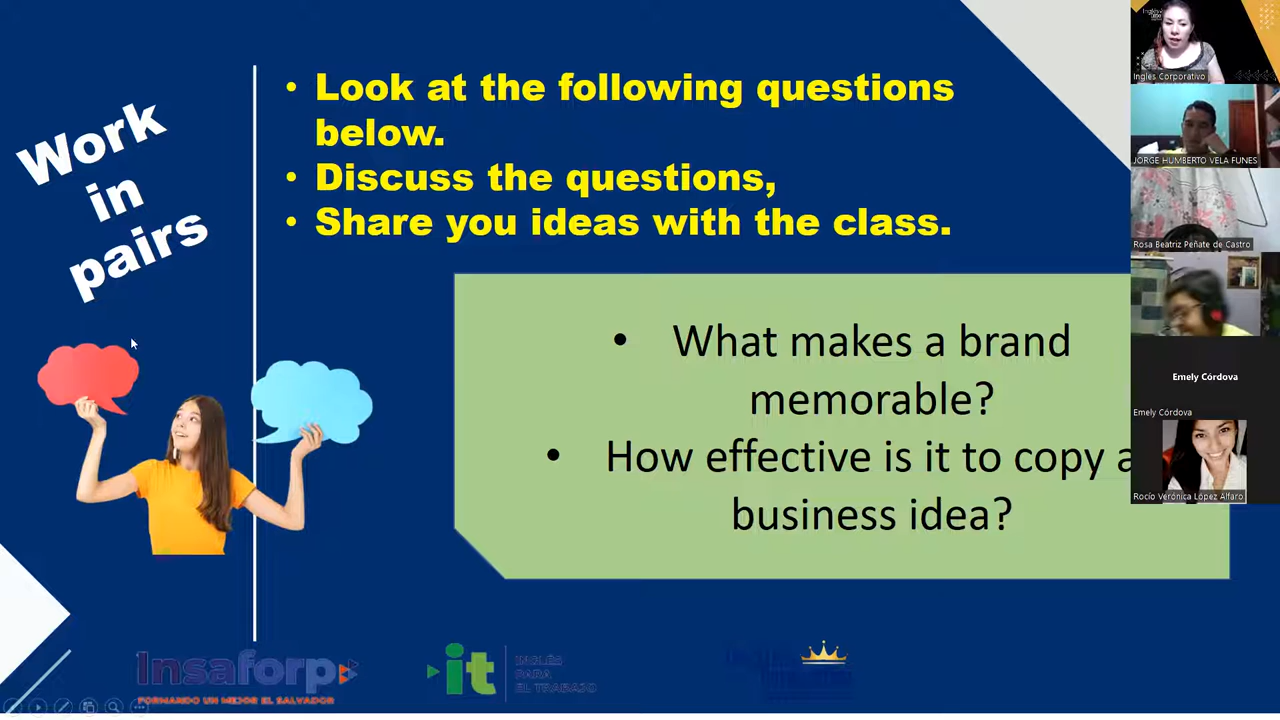 Work
in
pairs
• Look at the following questions
below.
• Discuss the questions,
• Share you ideas with the class.
• What makes a brand
memorable?
• How effective is it to copy a
business idea?
Insaforp
FORMANDO UN MEJOR EL SALVADOR
it
INGLÉS
PARA
EL TRABAJO
Inglés Corporativo
JORGE HUMBERTO VELA FUNES
Rosa Beatriz Peñate de Castro
Emely Córdova
Emely Córdova
Rocío Verónica López Alfaro